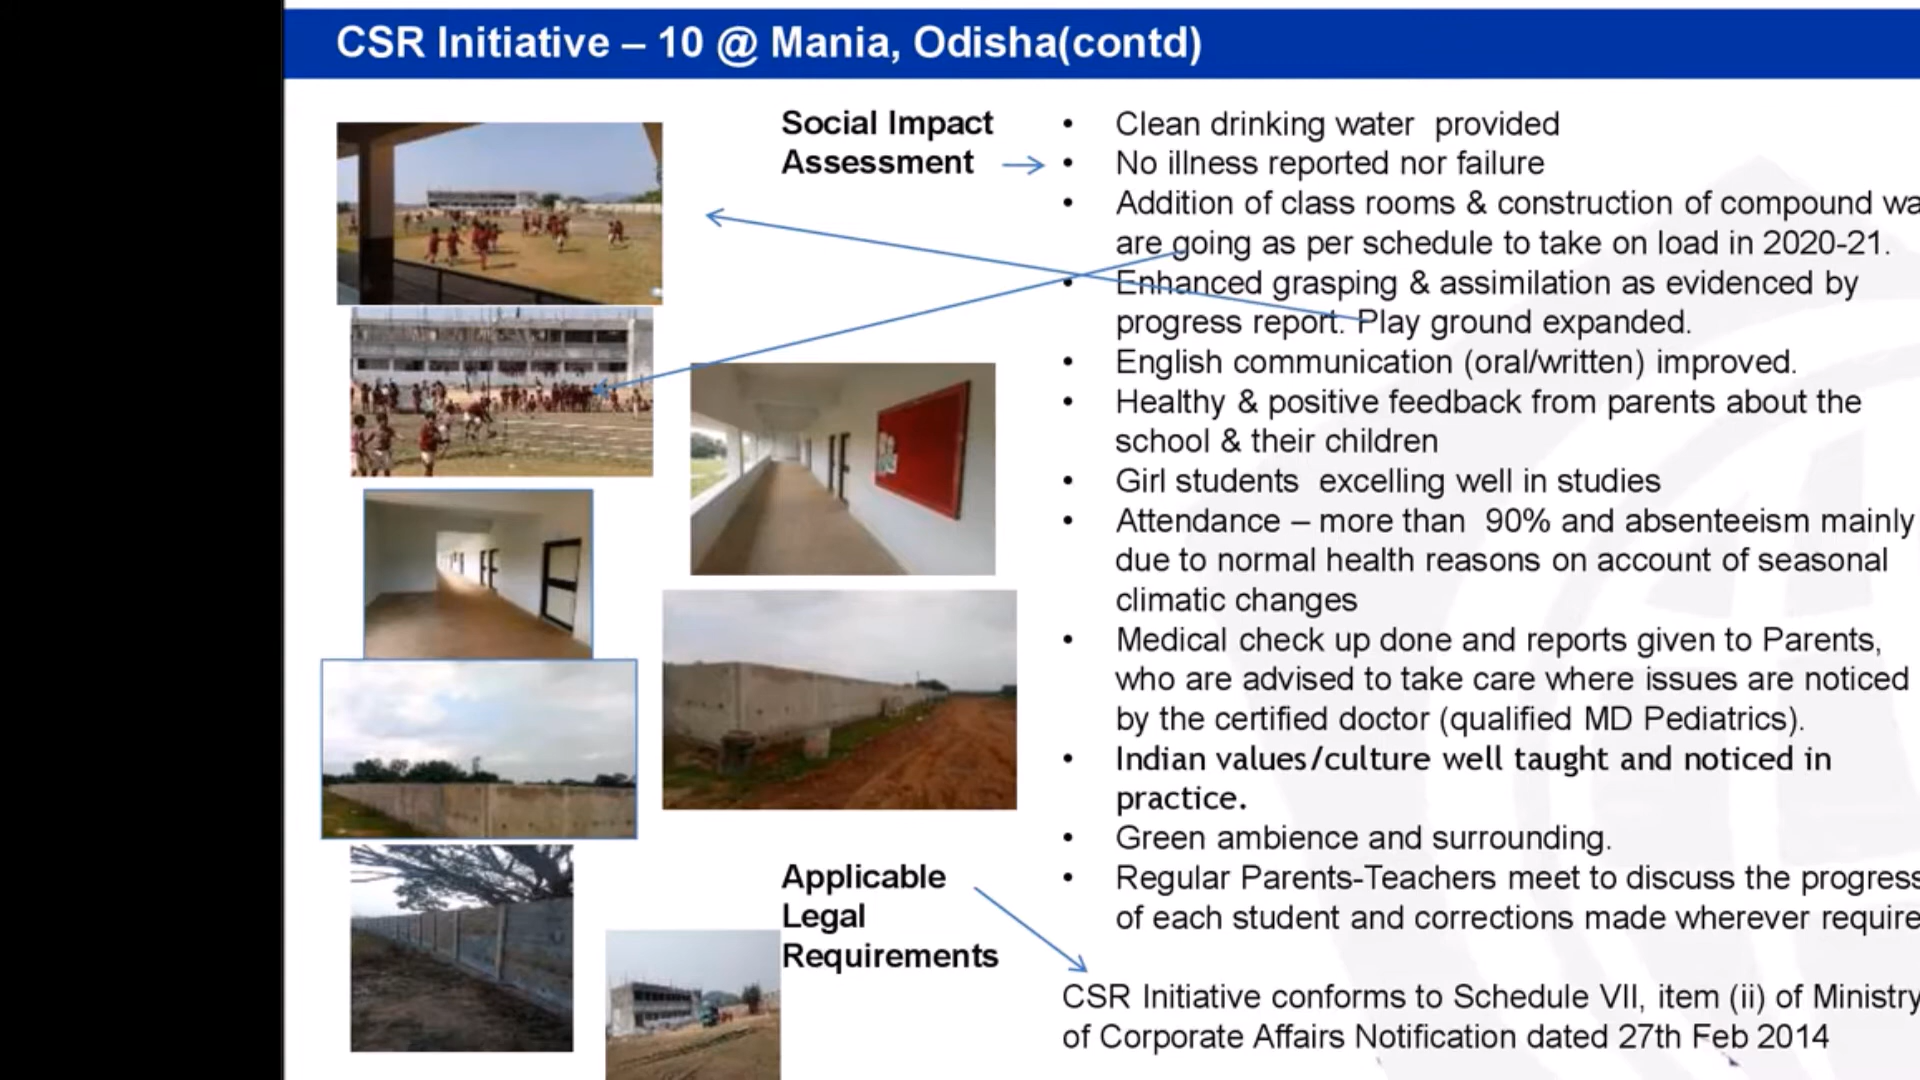 CSR Initiative – 10 @ Mania, Odisha(contd)
Social Impact
Assessment
• Clean drinking water provided
• No illness reported nor failure
• Addition of class rooms & construction of compound wa
are going as per schedule to take on load in 2020-21.
• Enhanced grasping & assimilation as evidenced by
progress report. Play ground expanded.
• English communication (oral/written) improved.
• Healthy & positive feedback from parents about the
school & their children
• Girl students excelling well in studies
• Attendance – more than 90% and absenteeism mainly
due to normal health reasons on account of seasonal
climatic changes
• Medical check up done and reports given to Parents,
who are advised to take care where issues are noticed
by the certified doctor (qualified MD Pediatrics).
• Indian values/culture well taught and noticed in
practice.
• Green ambience and surrounding.
• Regular Parents-Teachers meet to discuss the progress
of each student and corrections made wherever require
Applicable
Legal
Requirements
CSR Initiative conforms to Schedule VII, item (ii) of Ministry
of Corporate Affairs Notification dated 27th Feb 2014